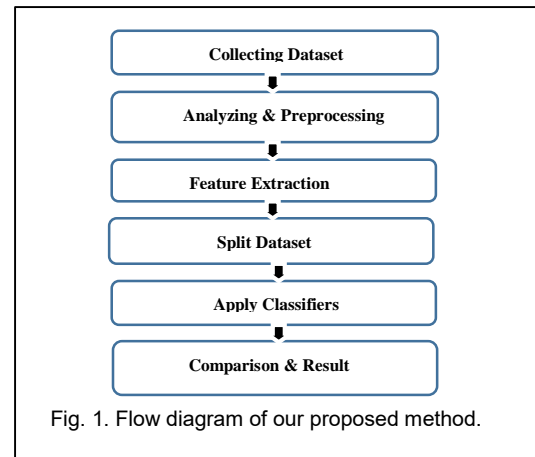 Collecting Dataset
Analyzing & Preprocessing
Feature Extraction
Split Dataset
Apply Classifiers
Comparison & Result
Fig. 1. Flow diagram of our proposed method.